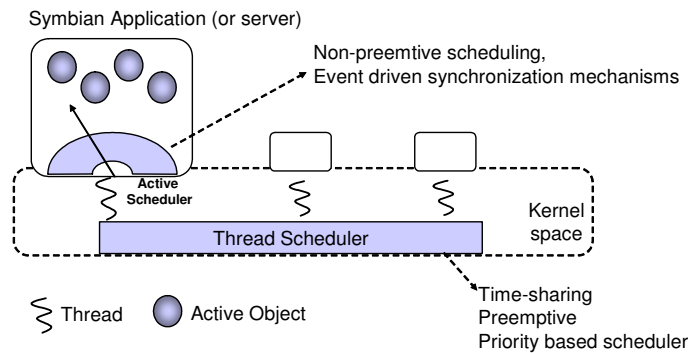 Symbian Application (or server)
Non-preemtive scheduling,
Event driven synchronization mechanisms
Active
Scheduler
Kernel
space
Thread Scheduler
Thread
Active Object
Time-sharing
Preemptive
Priority based scheduler